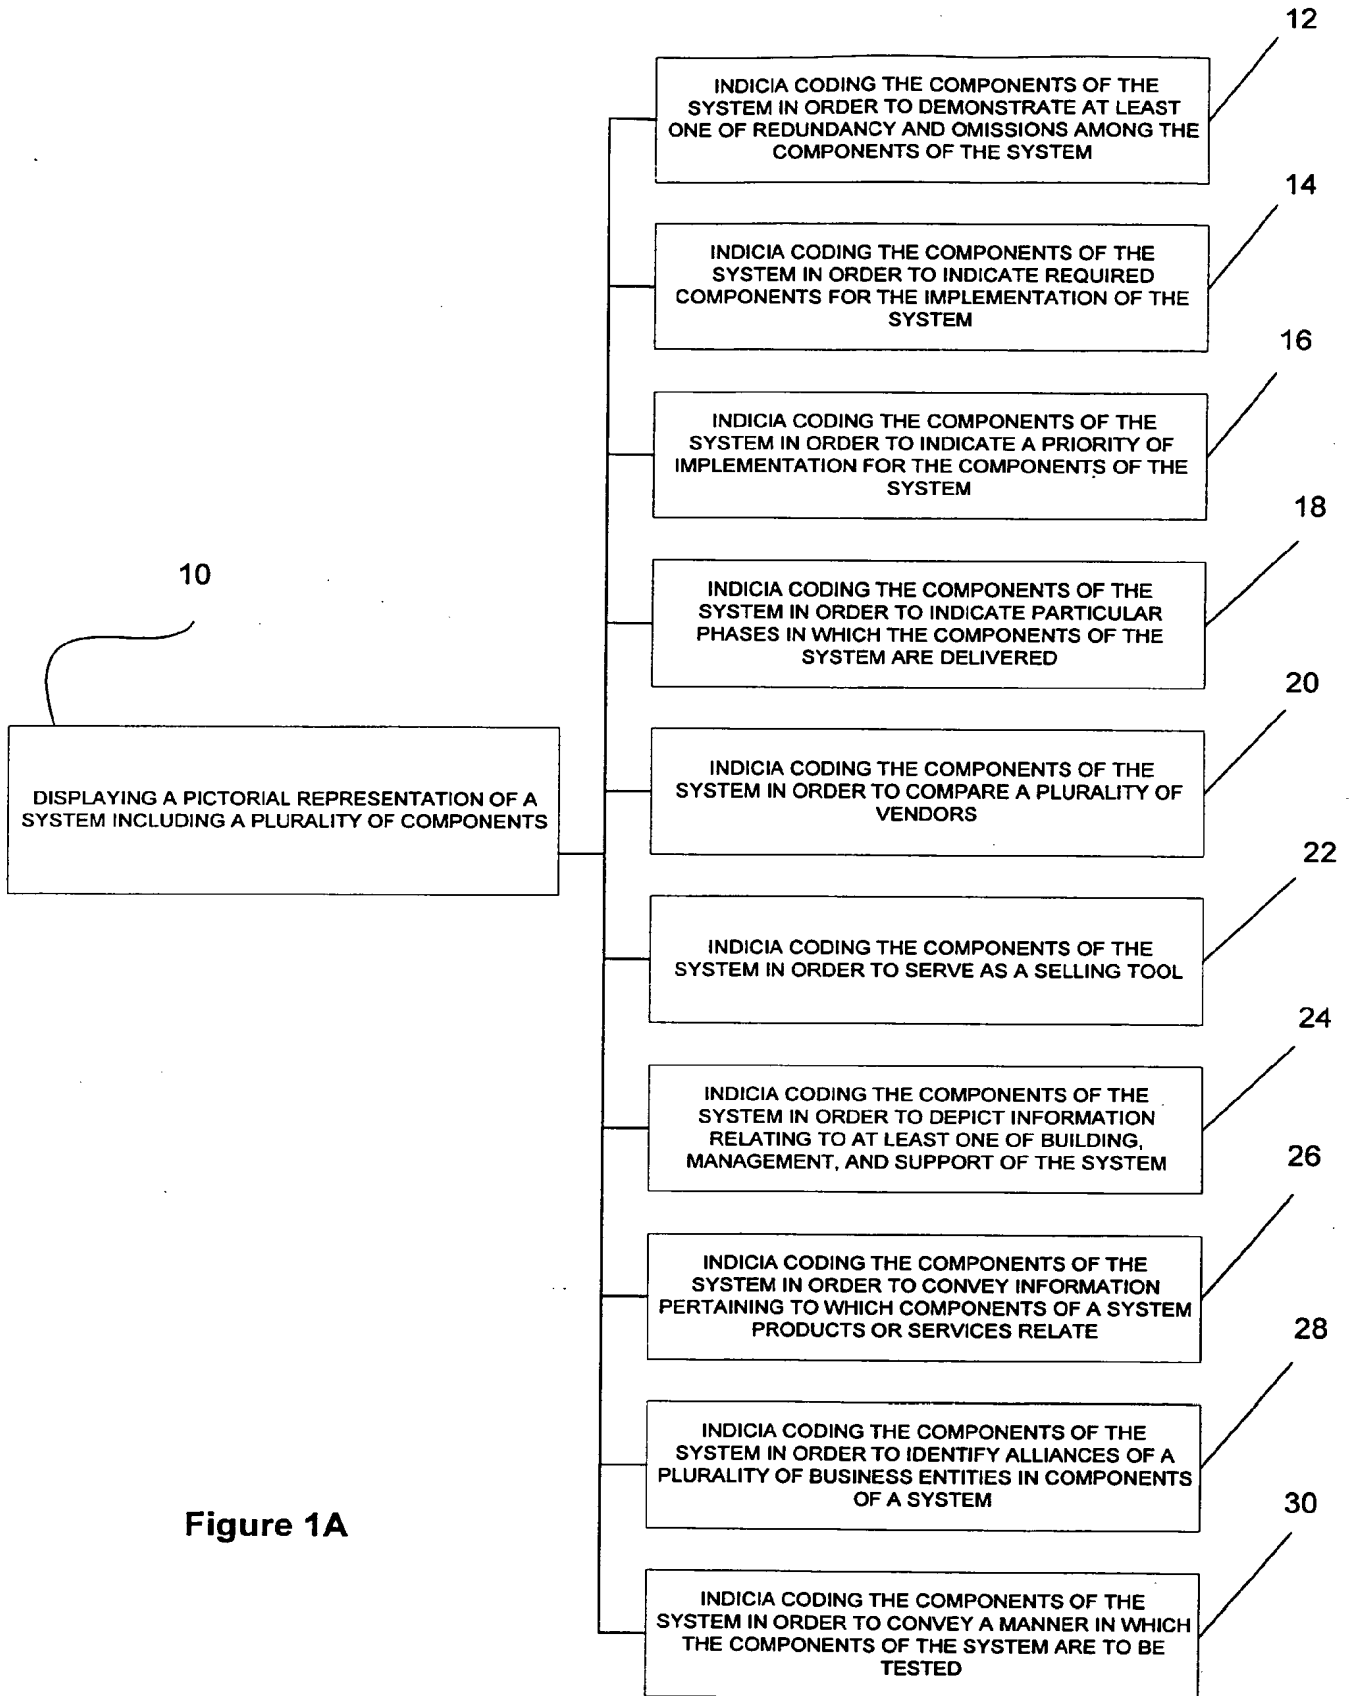 12
INDICIA CODING THE COMPONENTS OF THE
SYSTEM IN ORDER TO DEMONSTRATE AT LEAST
ONE OF REDUNDANCY AND OMISSIONS AMONG THE
COMPONENTS OF THE SYSTEM
14
INDICIA CODING THE COMPONENTS OF THE
SYSTEM IN ORDER TO INDICATE REQUIRED
COMPONENTS FOR THE IMPLEMENTATION OF THE
SYSTEM
16
INDICIA CODING THE COMPONENTS OF THE
SYSTEM IN ORDER TO INDICATE A PRIORITY OF
IMPLEMENTATION FOR THE COMPONENTS OF THE
SYSTEM
18
INDICIA CODING THE COMPONENTS OF THE
SYSTEM IN ORDER TO INDICATE PARTICULAR
PHASES IN WHICH THE COMPONENTS OF THE
SYSTEM ARE DELIVERED
10
DISPLAYING A PICTORIAL REPRESENTATION OF A
SYSTEM INCLUDING A PLURALITY OF COMPONENTS
20
INDICIA CODING THE COMPONENTS OF THE
SYSTEM IN ORDER TO COMPARE A PLURALITY OF
VENDORS
22
INDICIA CODING THE COMPONENTS OF THE
SYSTEM IN ORDER TO SERVE AS A SELLING TOOL
24
INDICIA CODING THE COMPONENTS OF THE
SYSTEM IN ORDER TO DEPICT INFORMATION
RELATING TO AT LEAST ONE OF BUILDING,
MANAGEMENT, AND SUPPORT OF THE SYSTEM
26
INDICIA CODING THE COMPONENTS OF THE
SYSTEM IN ORDER TO CONVEY INFORMATION
PERTAINING TO WHICH COMPONENTS OF A SYSTEM
PRODUCTS OR SERVICES RELATE
28
INDICIA CODING THE COMPONENTS OF THE
SYSTEM IN ORDER TO IDENTIFY ALLIANCES OF A
PLURALITY OF BUSINESS ENTITIES IN COMPONENTS
OF A SYSTEM
30
INDICIA CODING THE COMPONENTS OF THE
SYSTEM IN ORDER TO CONVEY A MANNER IN WHICH
THE COMPONENTS OF THE SYSTEM ARE TO BE
TESTED
Figure 1A